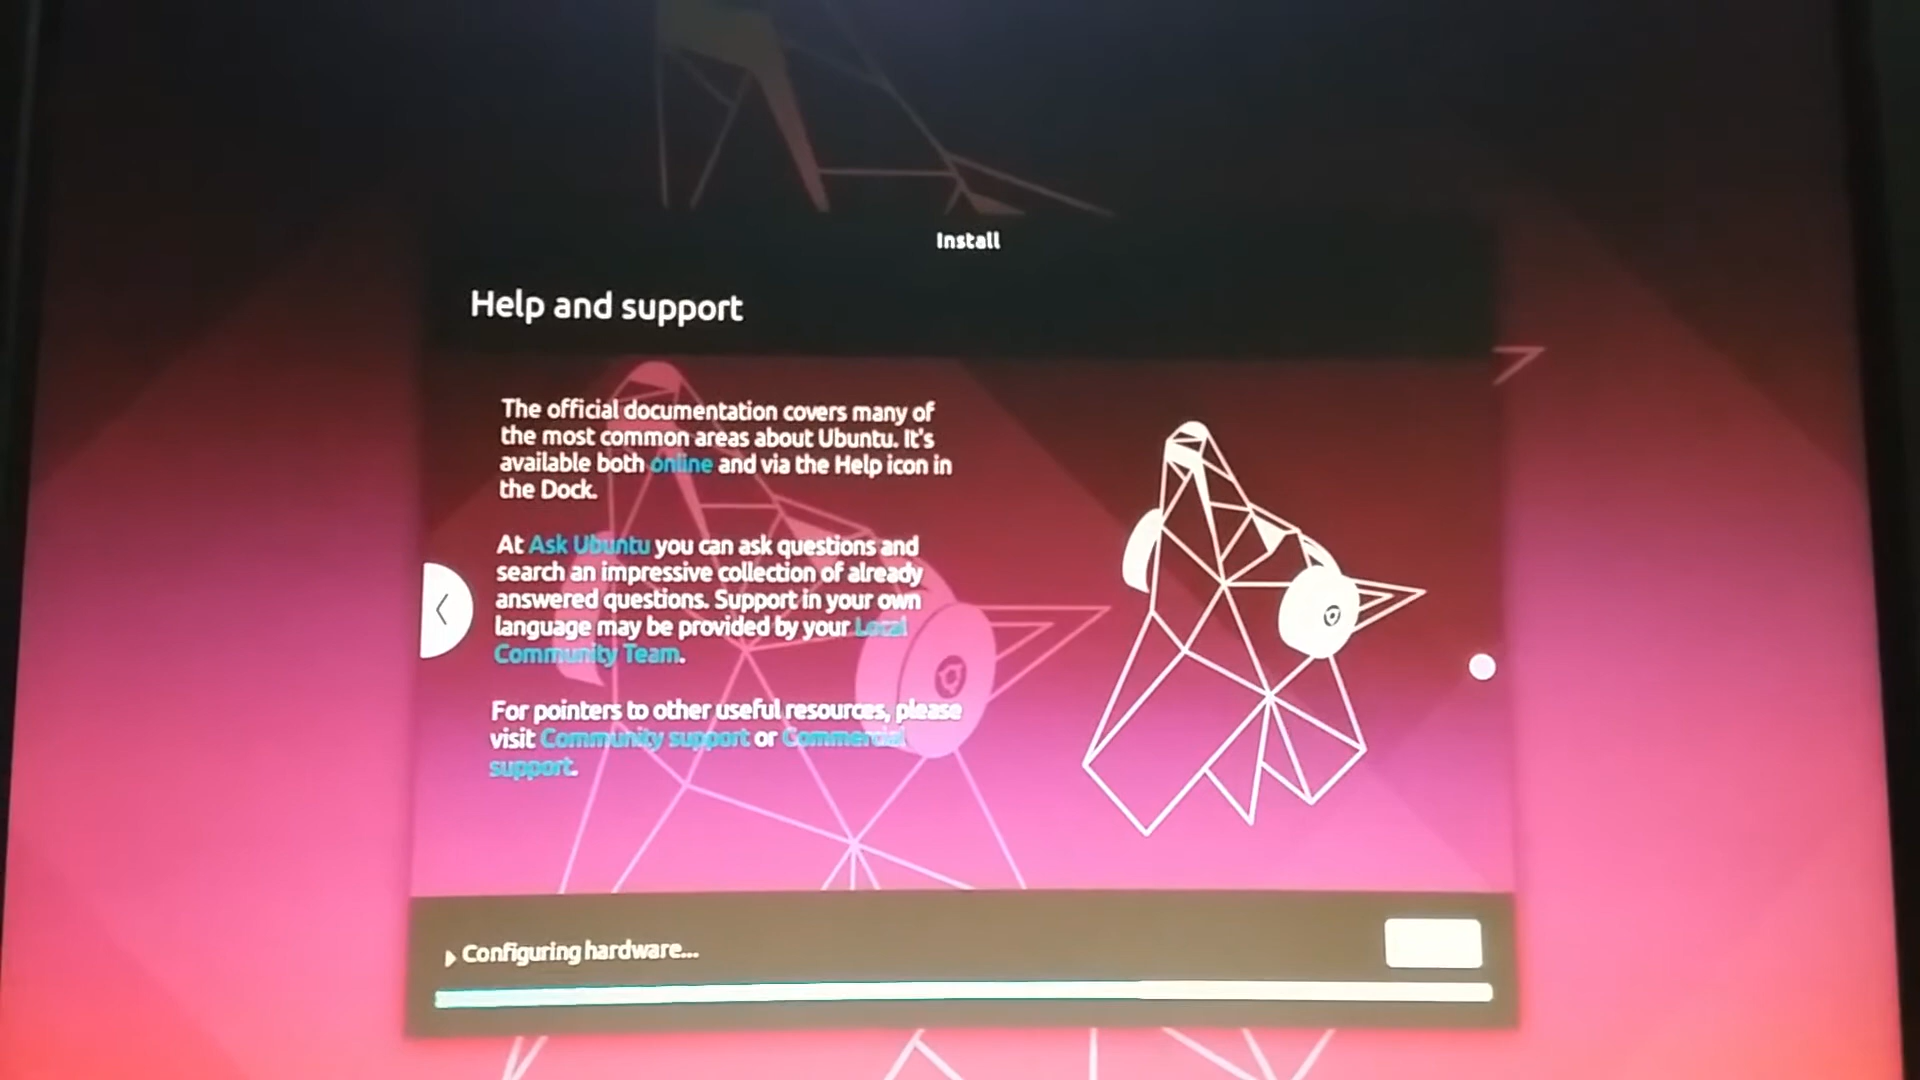 Install
Help and support
The official documentation covers many of
the most common areas about Ubuntu. It's
available both online and via the Help icon in
the Dock.
At Ask Ubuntu you can ask questions and
search an impressive collection of already
answered questions. Support in your own
language may be provided by your Local
Community Team.
For pointers to other useful resources, please
visit Community support or Commercial
support.
Configuring hardware...